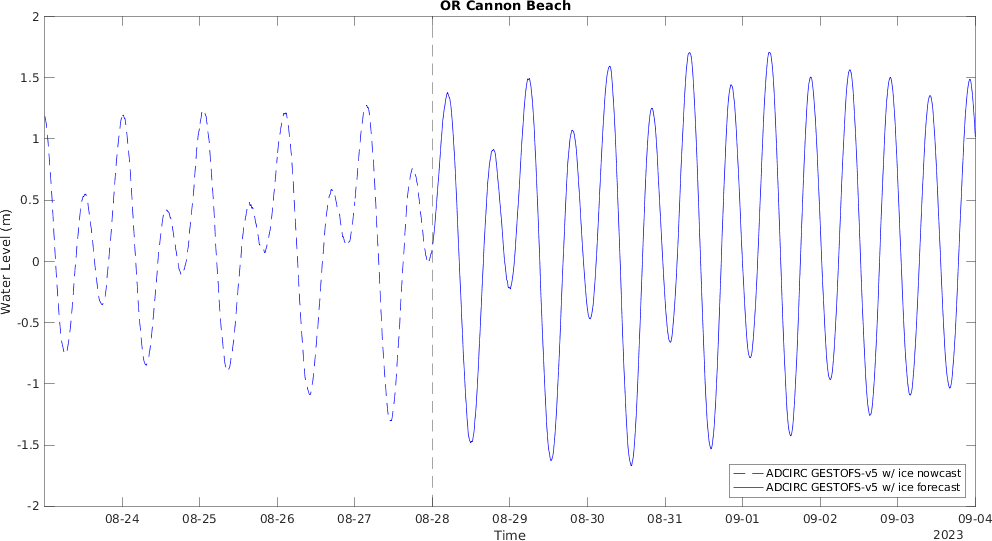 OR Cannon Beach
Water Level (m)
2
1.5
1
0.5
0
-0.5
-1
-1.5
-2
ADCIRC GESTOFS-v5 w/ ice nowcast
ADCIRC GESTOFS-v5 w/ ice forecast
08-24 08-25 08-26 08-27 08-28 08-29 08-30 08-31 09-01 09-02 09-03 09-04
Time
2023